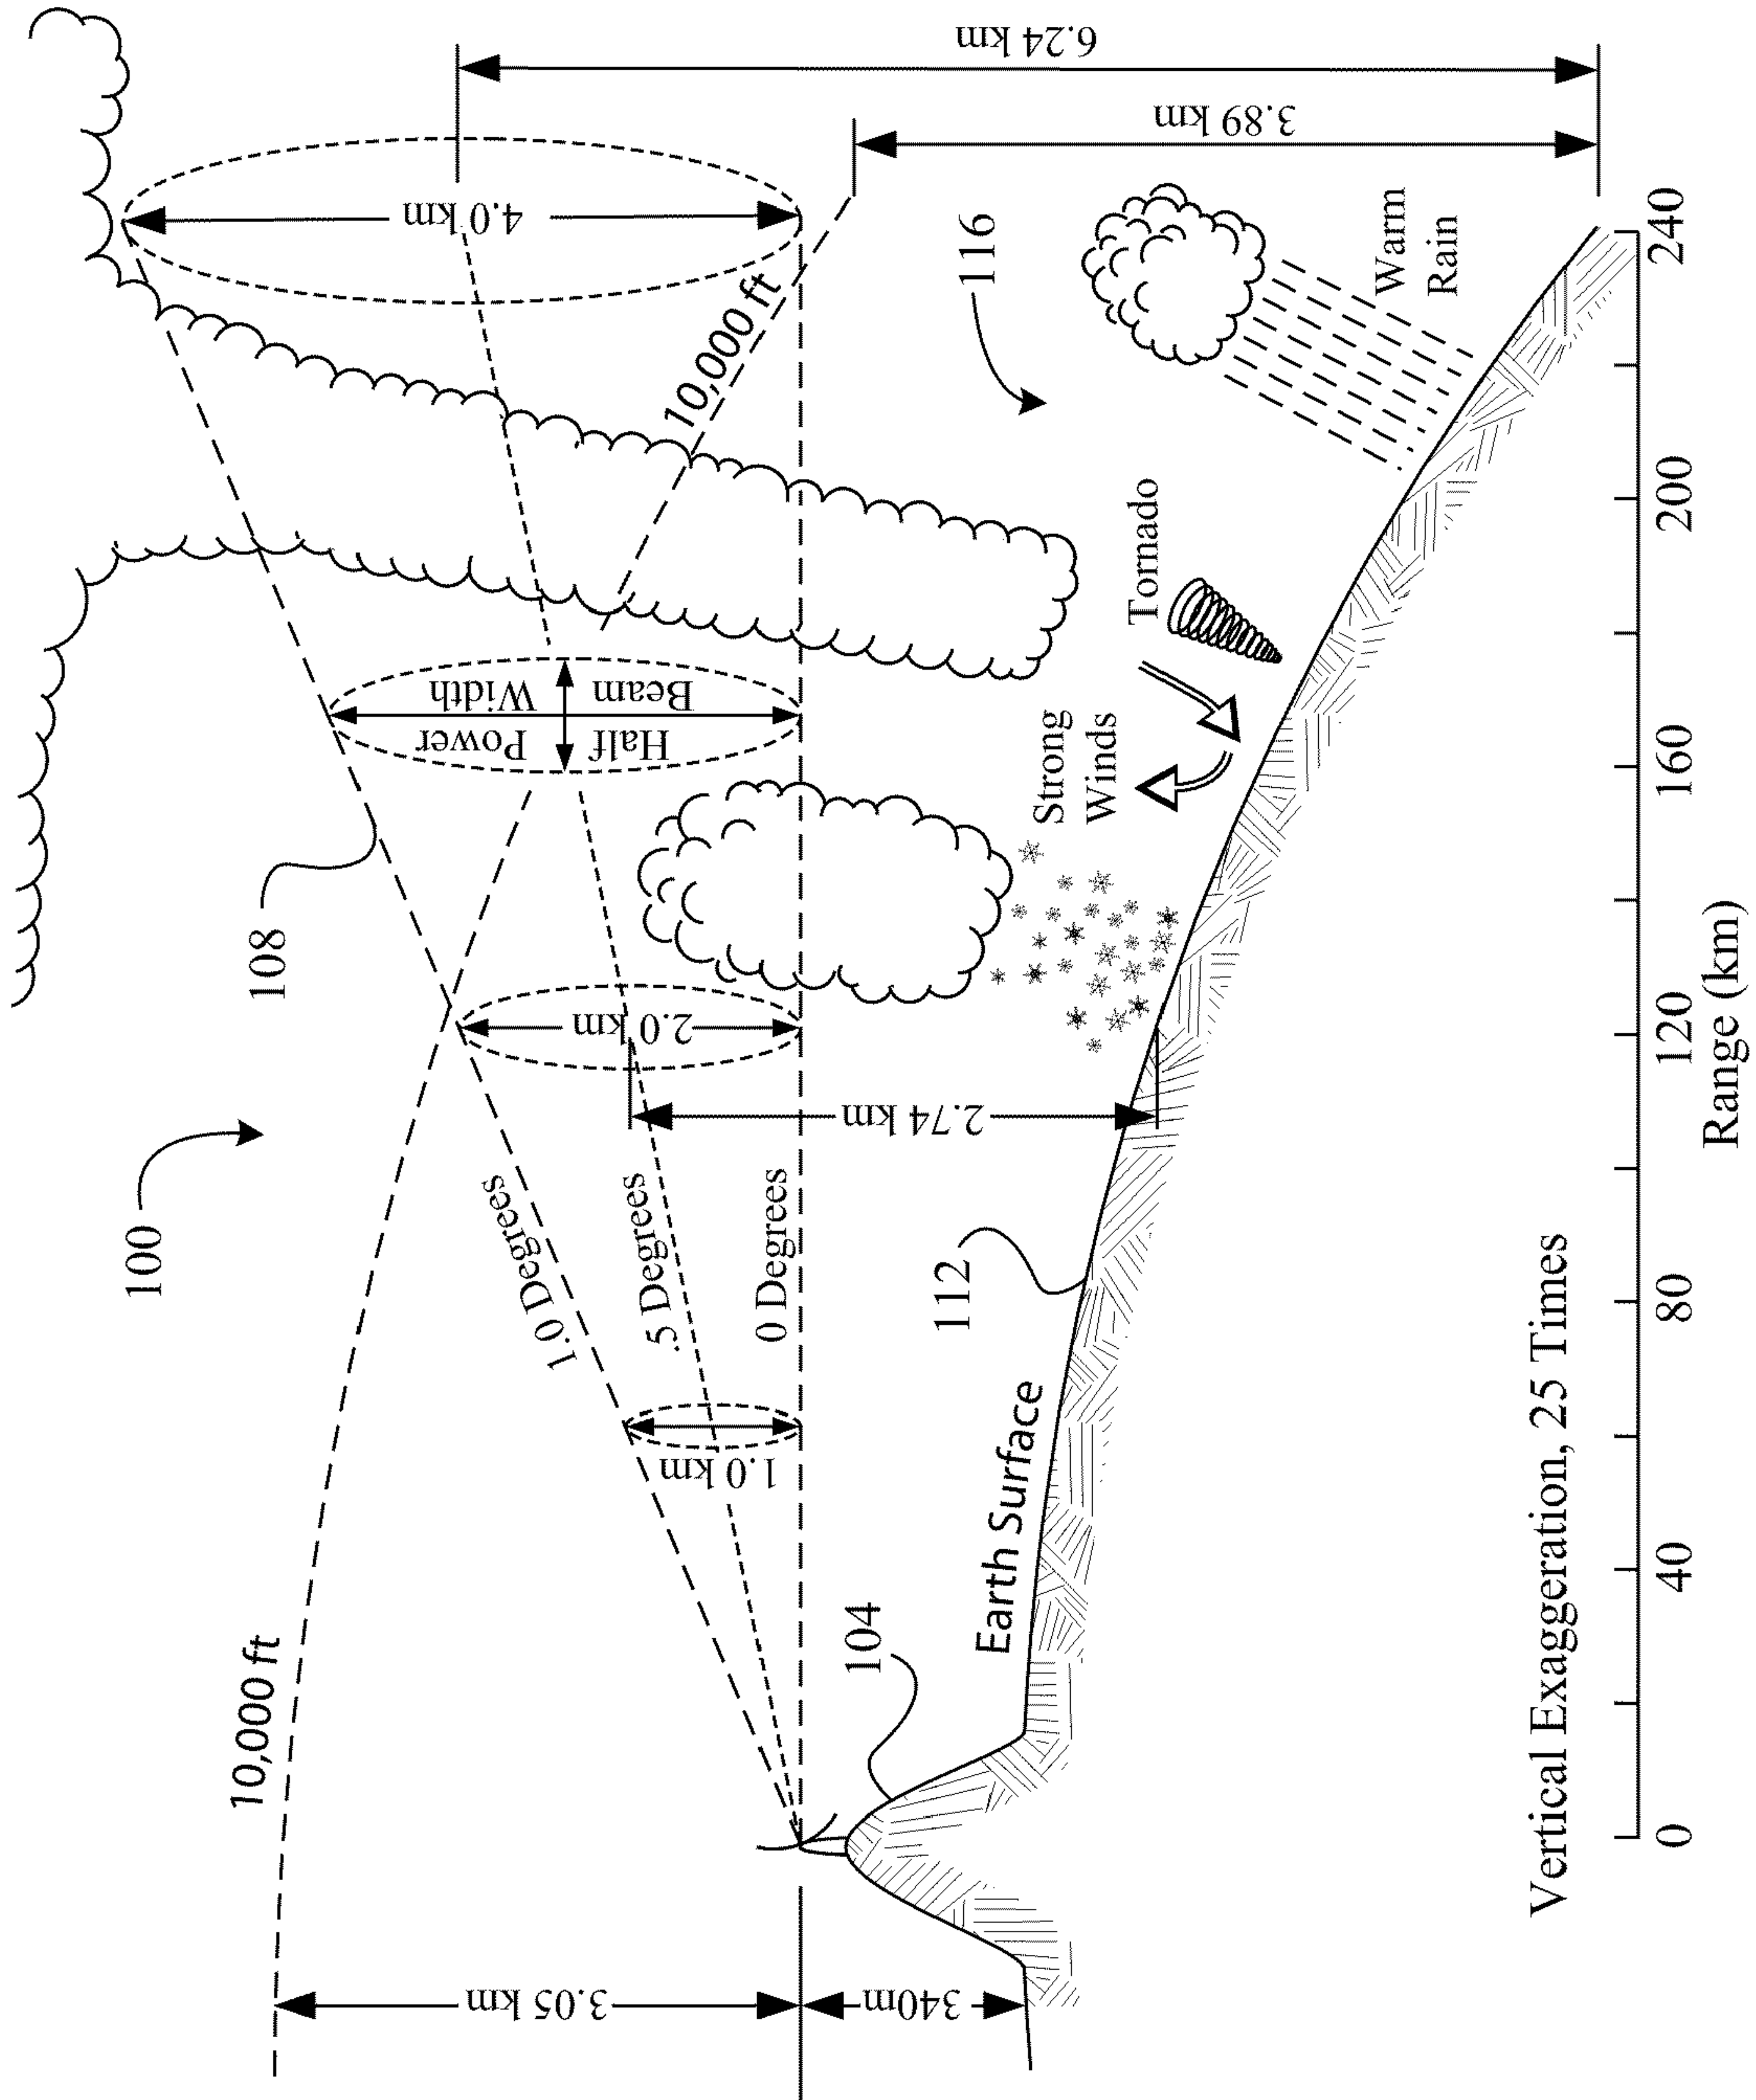 100
108
10,000 ft
3.05 km
340m
104
Earth Surface
112
1.0 Degrees
.5 Degrees
0 Degrees
1.0 km
2.0 km
2.74 km
Half
Power
Beam
Width
4.0 km
10,000 ft
6.24 km
3.89 km
116
Strong
Winds
Tornado
Warm
Rain
Vertical Exaggeration, 25 Times
0
40
80
120
160
200
240
Range (km)